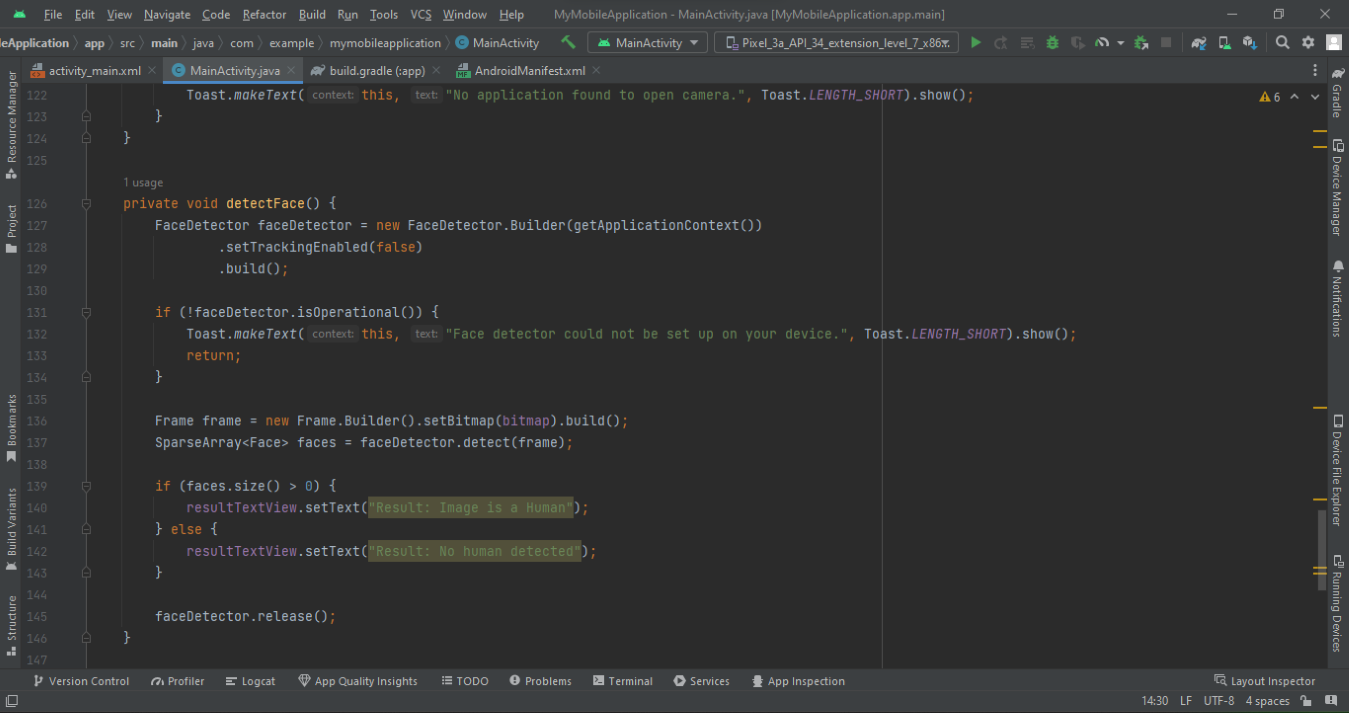 File Edit View Navigate Code Refactor Build Run Tools VCS Window Help MyMobileApplication - MainActivity.java [MyMobileApplication.app.main]
leApplication app src main java com example mymobileapplication MainActivity MainActivity Pixel_3a_API_34_extension_level_7_x86
activity_main.xml MainActivity.java build.gradle (:app) AndroidManifest.xml
Resource Manager
Project
Bookmarks
Build Variants
Structure
122 Toast.makeText( context: this, text: "No application found to open camera.", Toast.LENGTH_SHORT).show();
6
123 }
124 }
125
1 usage
126 private void detectFace() {
127 FaceDetector faceDetector = new FaceDetector.Builder(getApplicationContext())
128 .setTrackingEnabled(false)
129 .build();
130
131 if (!faceDetector.isOperational()) {
132 Toast.makeText( context: this, text: "Face detector could not be set up on your device.", Toast.LENGTH_SHORT).show();
133 return;
134 }
135
136 Frame frame = new Frame.Builder().setBitmap(bitmap).build();
137 SparseArray<Face> faces = faceDetector.detect(frame);
138
139 if (faces.size() > 0) {
140 resultTextView.setText("Result: Image is a Human");
141 } else {
142 resultTextView.setText("Result: No human detected");
143 }
144
145 faceDetector.release();
146 }
147
Gradle
Device Manager
Notifications
Device File Explorer
Running Devices
Version Control Profiler Logcat App Quality Insights TODO Problems Terminal Services App Inspection Layout Inspector
14:30 LF UTF-8 4 spaces